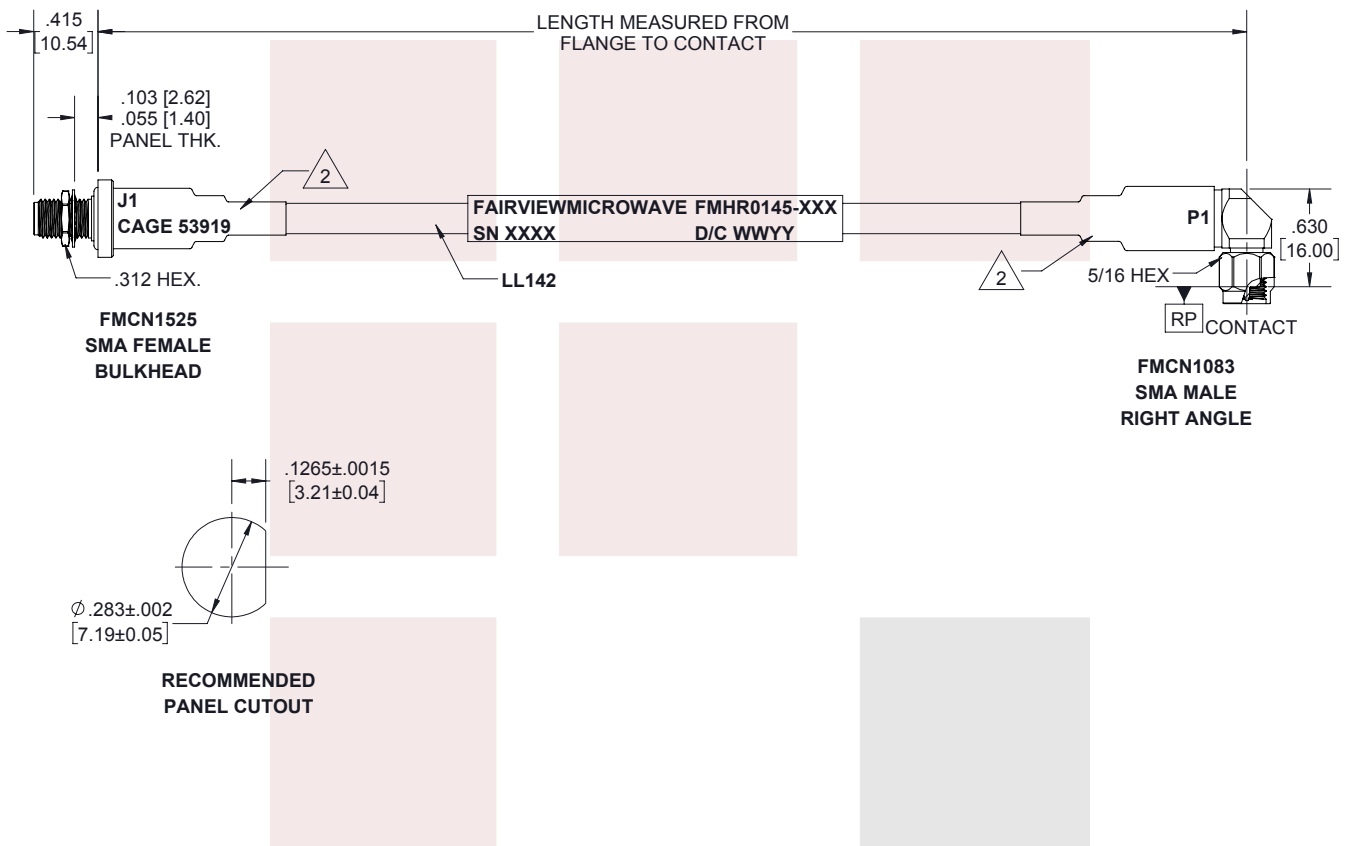 .415
[10.54]
LENGTH MEASURED FROM
FLANGE TO CONTACT
.103 [2.62]
.055 [1.40]
PANEL THK.
2
J1
CAGE 53919
FAIRVIEWMICROWAVE FMHR0145-XXX
SN XXXX D/C WWYY
P1
.630
[16.00]
.312 HEX.
LL142
2
5/16 HEX
RP
CONTACT
FMCN1525
SMA FEMALE
BULKHEAD
FMCN1083
SMA MALE
RIGHT ANGLE
.1265±.0015
[3.21±0.04]
∅.283±.002
[7.19±0.05]
RECOMMENDED
PANEL CUTOUT